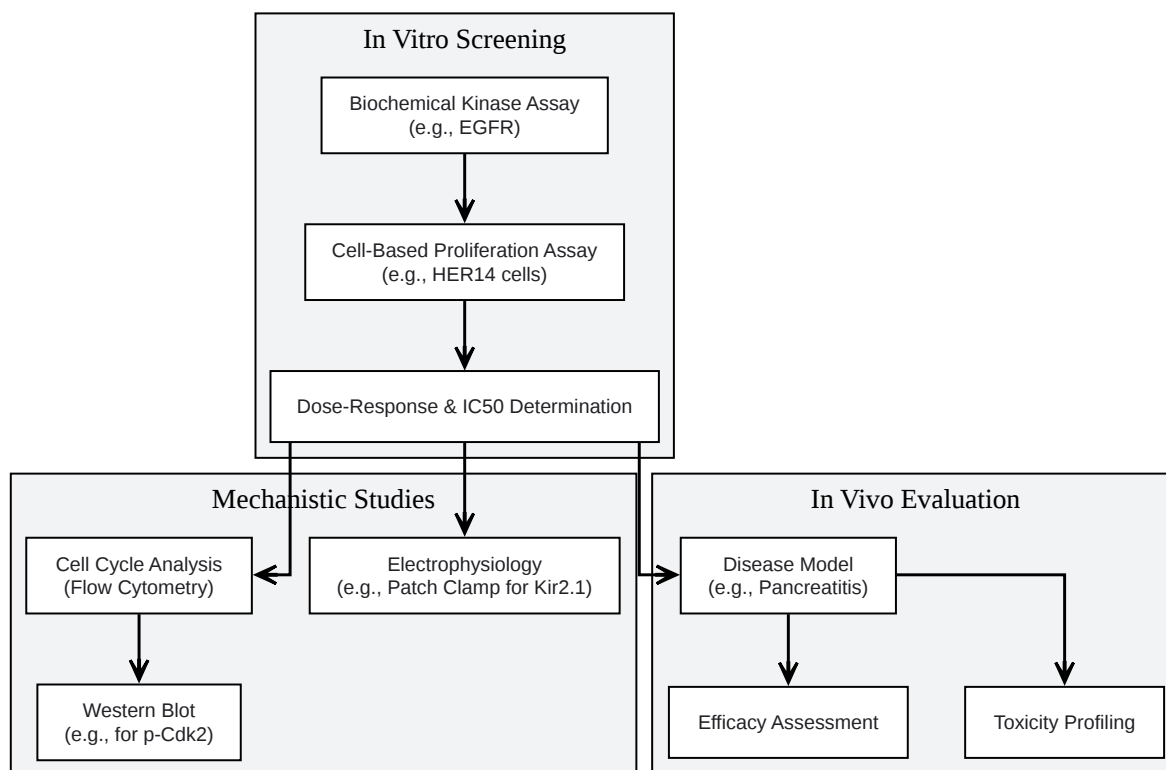 In Vitro Screening
Biochemical Kinase Assay
(e.g., EGFR)
Cell-Based Proliferation Assay
(e.g., HER14 cells)
Dose-Response & IC50 Determination
Mechanistic Studies
Cell Cycle Analysis
(Flow Cytometry)
Electrophysiology
(e.g., Patch Clamp for Kir2.1)
Western Blot
(e.g., for p-Cdk2)
In Vivo Evaluation
Disease Model
(e.g., Pancreatitis)
Efficacy Assessment
Toxicity Profiling